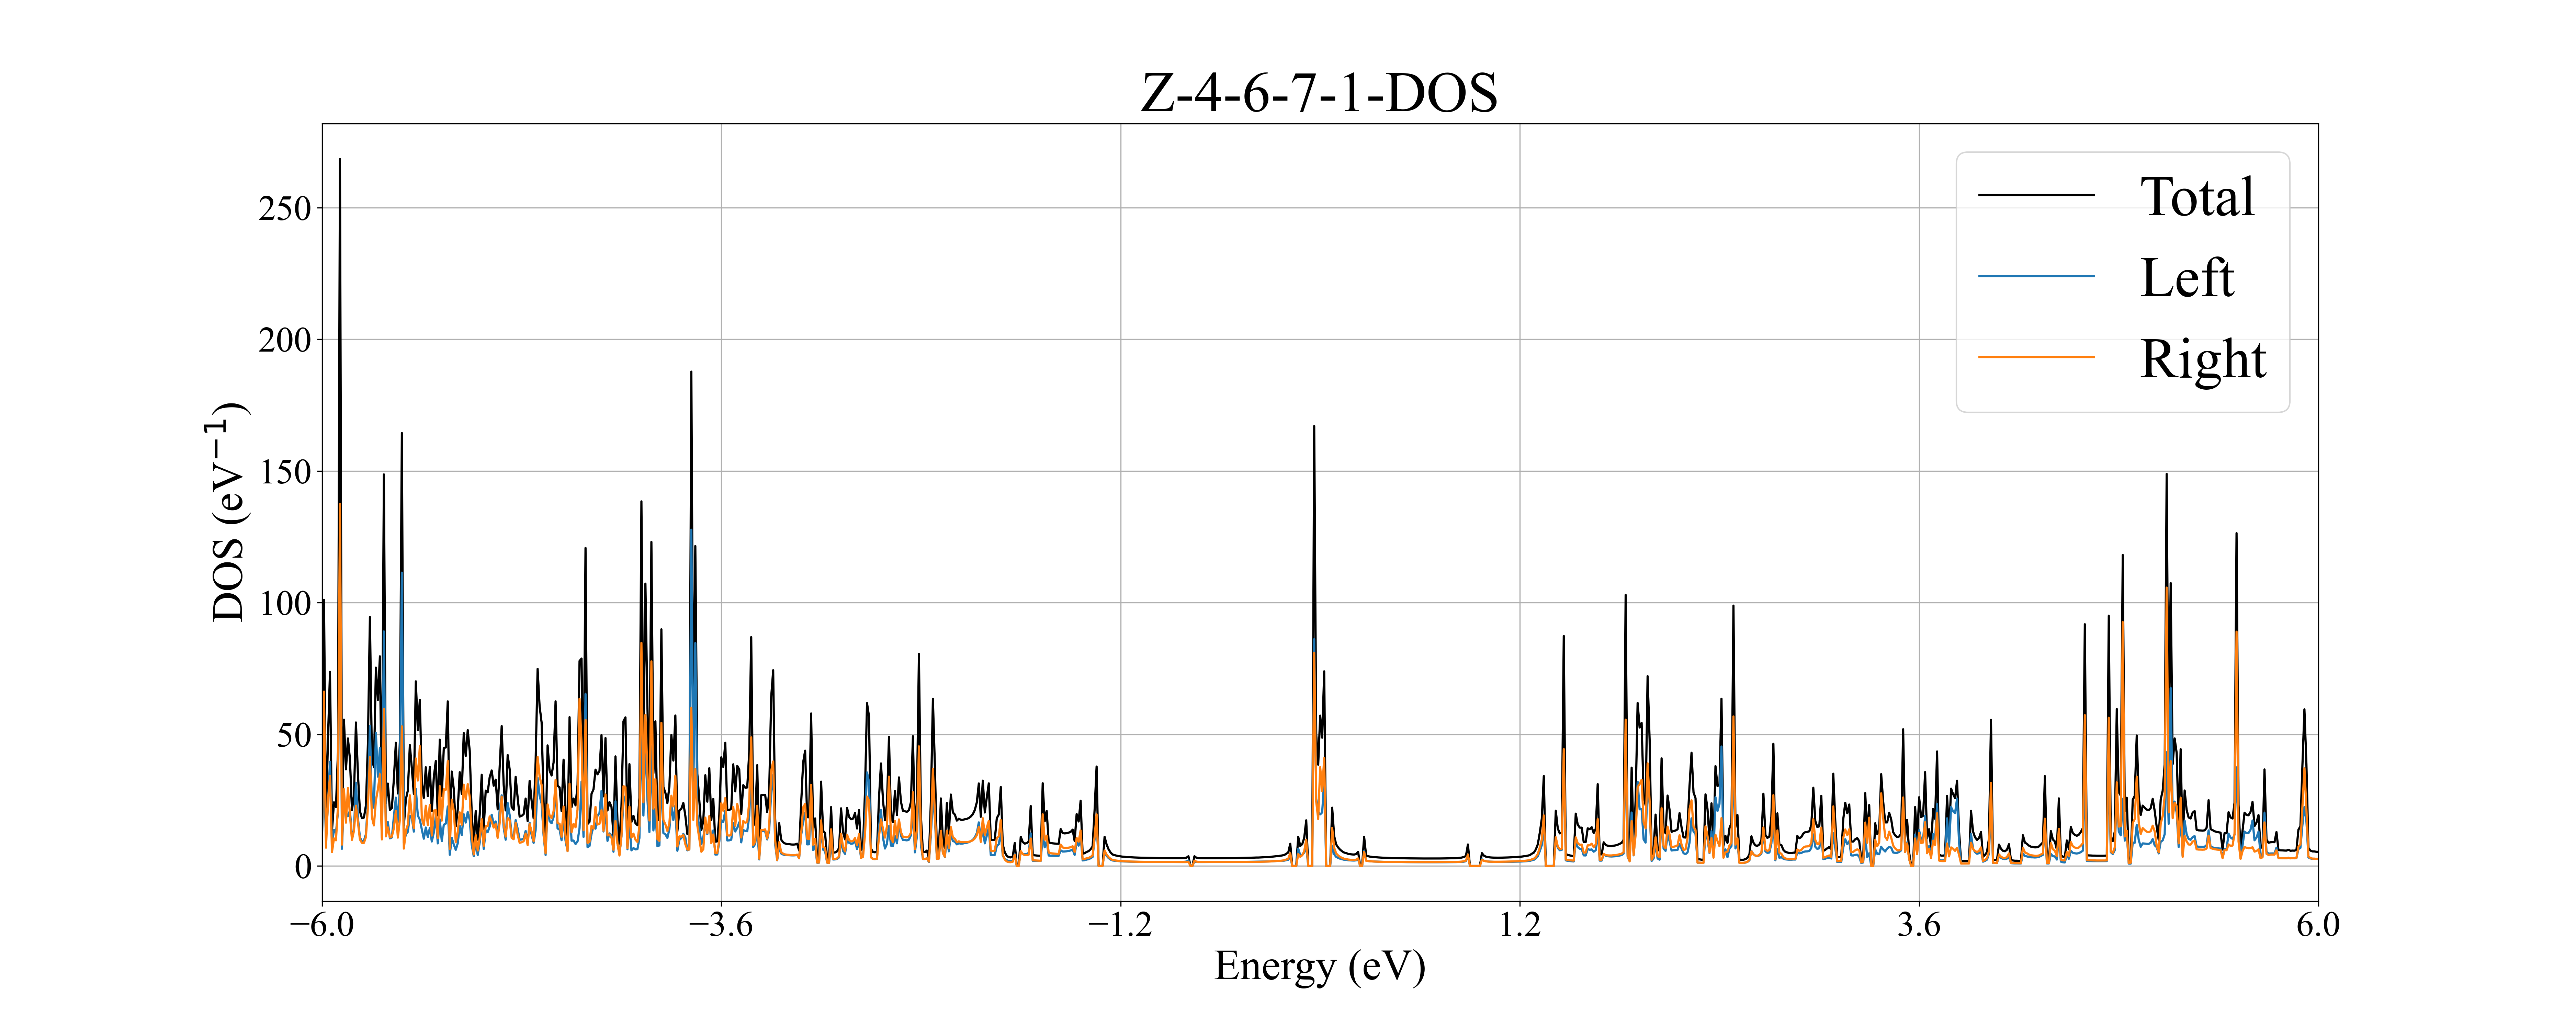 Z-4-6-7-1-DOS
Total
Left
Right
DOS (eV⁻¹)
250
200
150
100
50
0
−6.0 −3.6 −1.2 1.2 3.6 6.0
Energy (eV)